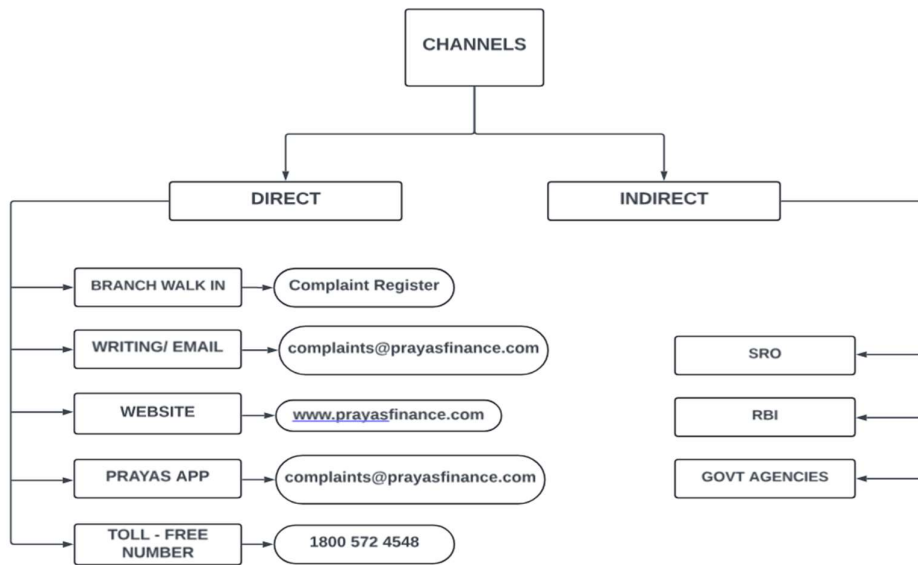 CHANNELS
DIRECT
INDIRECT
BRANCH WALK IN
Complaint Register
WRITING/ EMAIL
complaints@prayasfinance.com
SRO
WEBSITE
www.prayasfinance.com
RBI
PRAYAS APP
complaints@prayasfinance.com
GOVT AGENCIES
TOLL - FREE
NUMBER
1800 572 4548